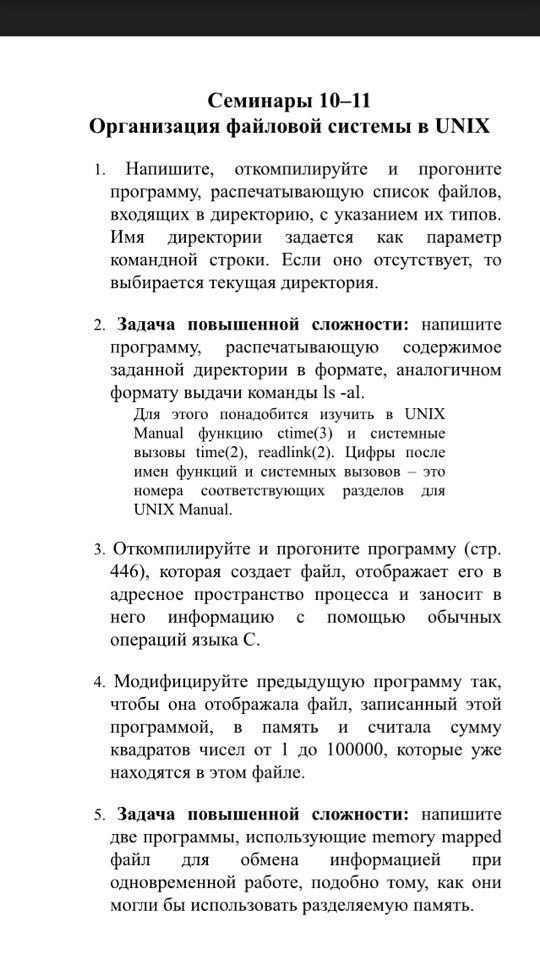 Семинары 10–11
Организация файловой системы в UNIX
1. Напишите, откомпилируйте и прогоните
программу, распечатывающую список файлов,
входящих в директорию, с указанием их типов.
Имя директории задается как параметр
командной строки. Если оно отсутствует, то
выбирается текущая директория.
2. Задача повышенной сложности: напишите
программу, распечатывающую содержимое
заданной директории в формате, аналогичном
формату выдачи команды ls -al.
Для этого понадобится изучить в UNIX
Manual функцию ctime(3) и системные
вызовы time(2), readlink(2). Цифры после
имен функций и системных вызовов – это
номера соответствующих разделов для
UNIX Manual.
3. Откомпилируйте и прогоните программу (стр.
446), которая создает файл, отображает его в
адресное пространство процесса и заносит в
него информацию с помощью обычных
операций языка С.
4. Модифицируйте предыдущую программу так,
чтобы она отображала файл, записанный этой
программой, в память и считала сумму
квадратов чисел от 1 до 100000, которые уже
находятся в этом файле.
5. Задача повышенной сложности: напишите
две программы, использующие memory mapped
файл для обмена информацией при
одновременной работе, подобно тому, как они
могли бы использовать разделяемую память.